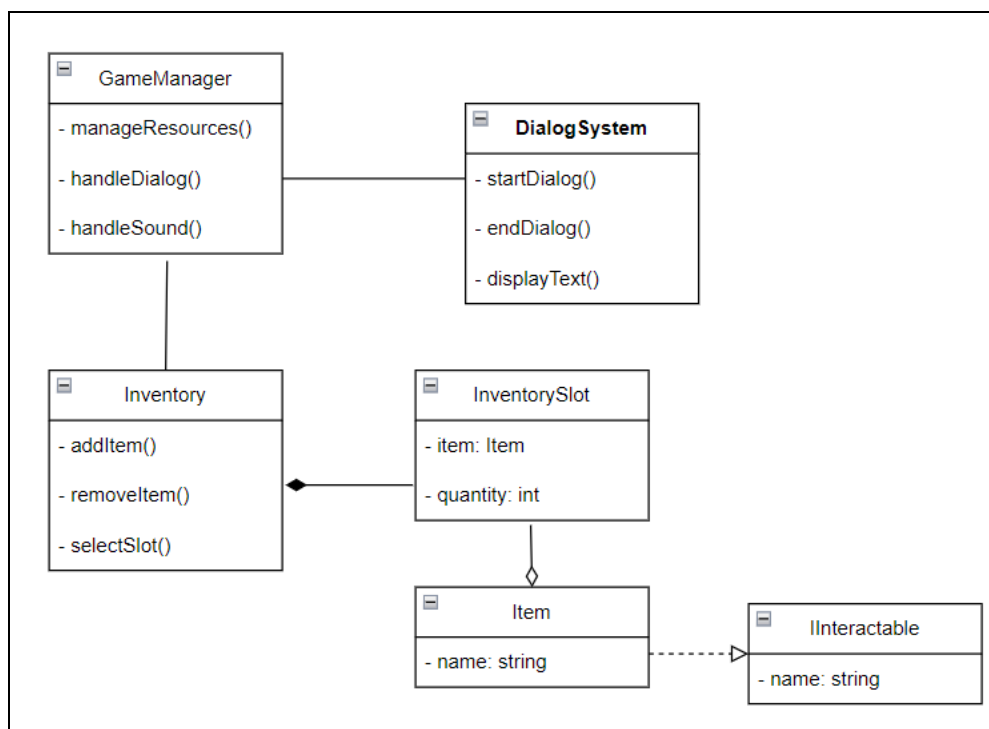 GameManager
- manageResources()
- handleDialog()
- handleSound()
DialogSystem
- startDialog()
- endDialog()
- displayText()
Inventory
- addItem()
- removeItem()
- selectSlot()
InventorySlot
- item: Item
- quantity: int
Item
- name: string
IInteractable
- name: string